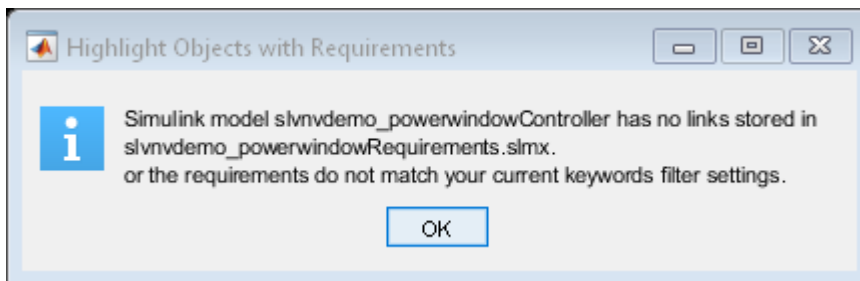 Highlight Objects with Requirements
Simulink model slvnvdemo_powerwindowController has no links stored in
slvnvdemo_powerwindowRequirements.slmx.
or the requirements do not match your current keywords filter settings.
OK